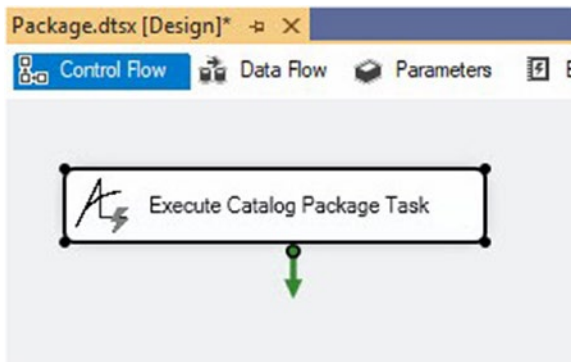 Package.dtsx [Design]*
Control Flow Data Flow Parameters
Execute Catalog Package Task